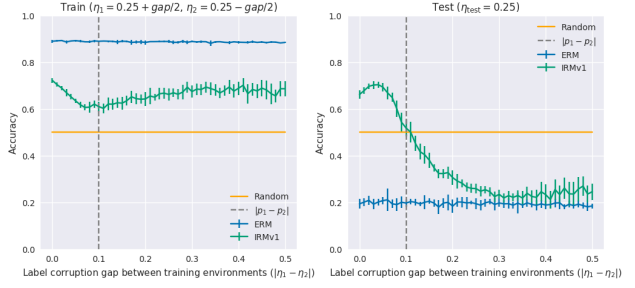 Train (η₁ = 0.25 + gap/2, η₂ = 0.25 − gap/2)
1.0
0.8
0.6
0.4
0.2
0.0
Accuracy
Random
|p₁ − p₂|
ERM
IRMv1
0.0 0.1 0.2 0.3 0.4 0.5
Label corruption gap between training environments (|η₁ − η₂|)
Test (ηtest = 0.25)
1.0
0.8
0.6
0.4
0.2
0.0
Accuracy
Random
|p₁ − p₂|
ERM
IRMv1
0.0 0.1 0.2 0.3 0.4 0.5
Label corruption gap between training environments (|η₁ − η₂|)